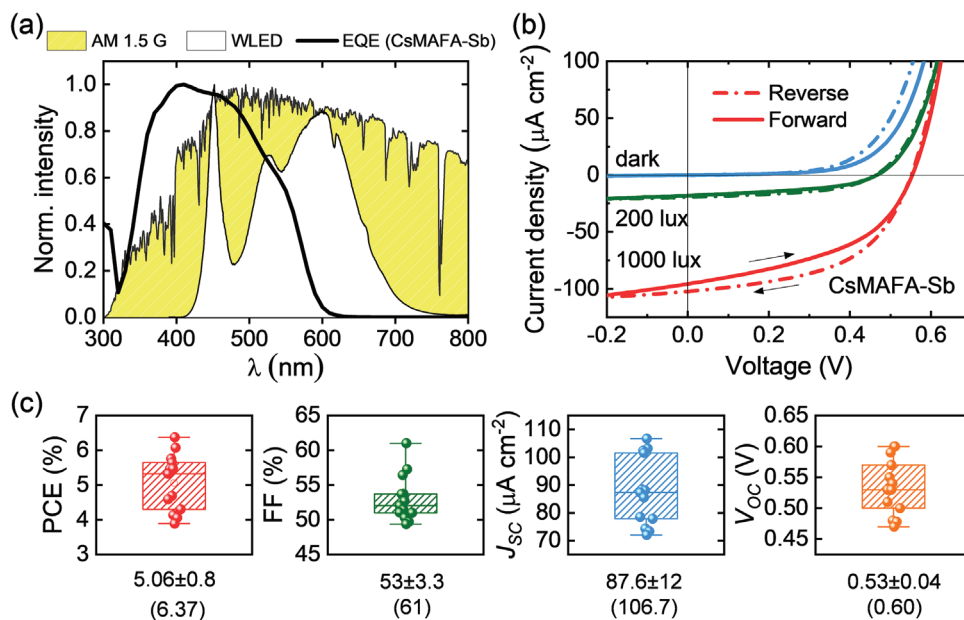 (a)
AM 1.5 G WLED EQE (CsMAFA-Sb)
Norm. intensity
1.0
0.8
0.6
0.4
0.2
0.0
300 400 500 600 700 800
λ (nm)
(b)
Current density (μA cm⁻²)
100
50
0
-50
-100
Reverse
Forward
dark
200 lux
1000 lux
CsMAFA-Sb
-0.2 0.0 0.2 0.4 0.6
Voltage (V)
(c)
PCE (%)
7
6
5
4
3
5.06±0.8
(6.37)
FF (%)
65
60
55
50
45
53±3.3
(61)
J_SC (μA cm⁻²)
110
100
90
80
70
87.6±12
(106.7)
V_OC (V)
0.65
0.60
0.55
0.50
0.45
0.53±0.04
(0.60)